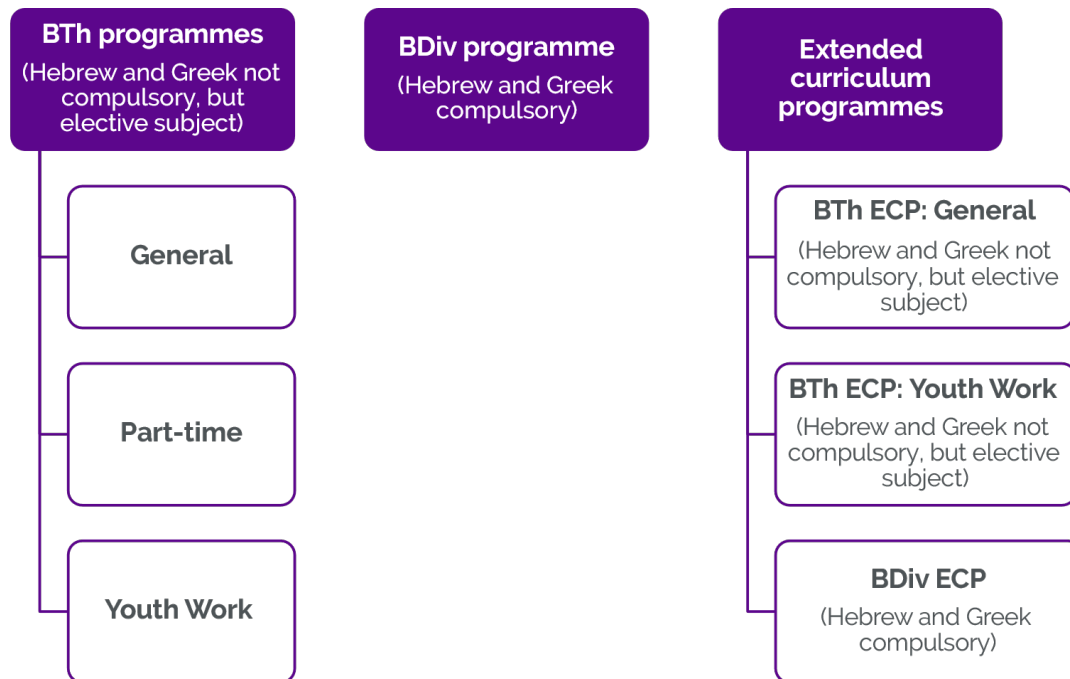 BTh programmes
(Hebrew and Greek not
compulsory, but
elective subject)
General
Part-time
Youth Work
BDiv programme
(Hebrew and Greek
compulsory)
Extended
curriculum
programmes
BTh ECP: General
(Hebrew and Greek not
compulsory, but elective
subject)
BTh ECP: Youth Work
(Hebrew and Greek not
compulsory, but elective
subject)
BDiv ECP
(Hebrew and Greek
compulsory)